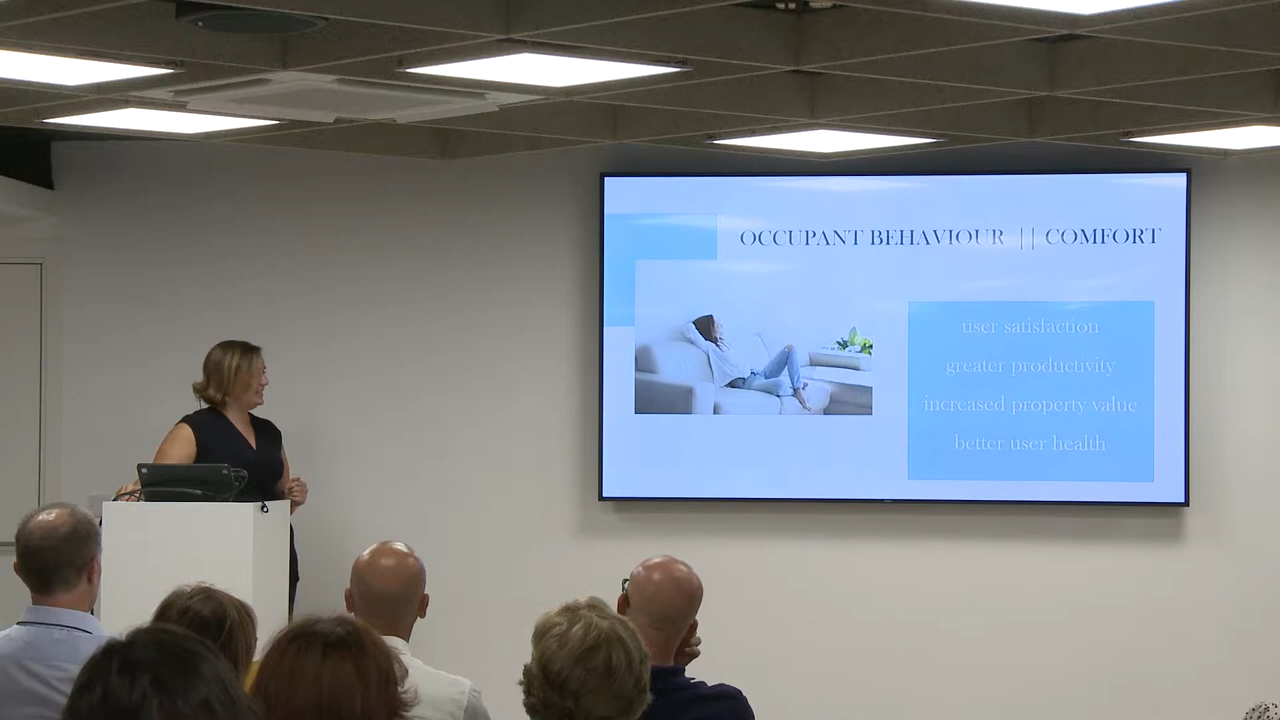 OCCUPANT BEHAVIOUR || COMFORT
user satisfaction
greater productivity
increased property value
better user health